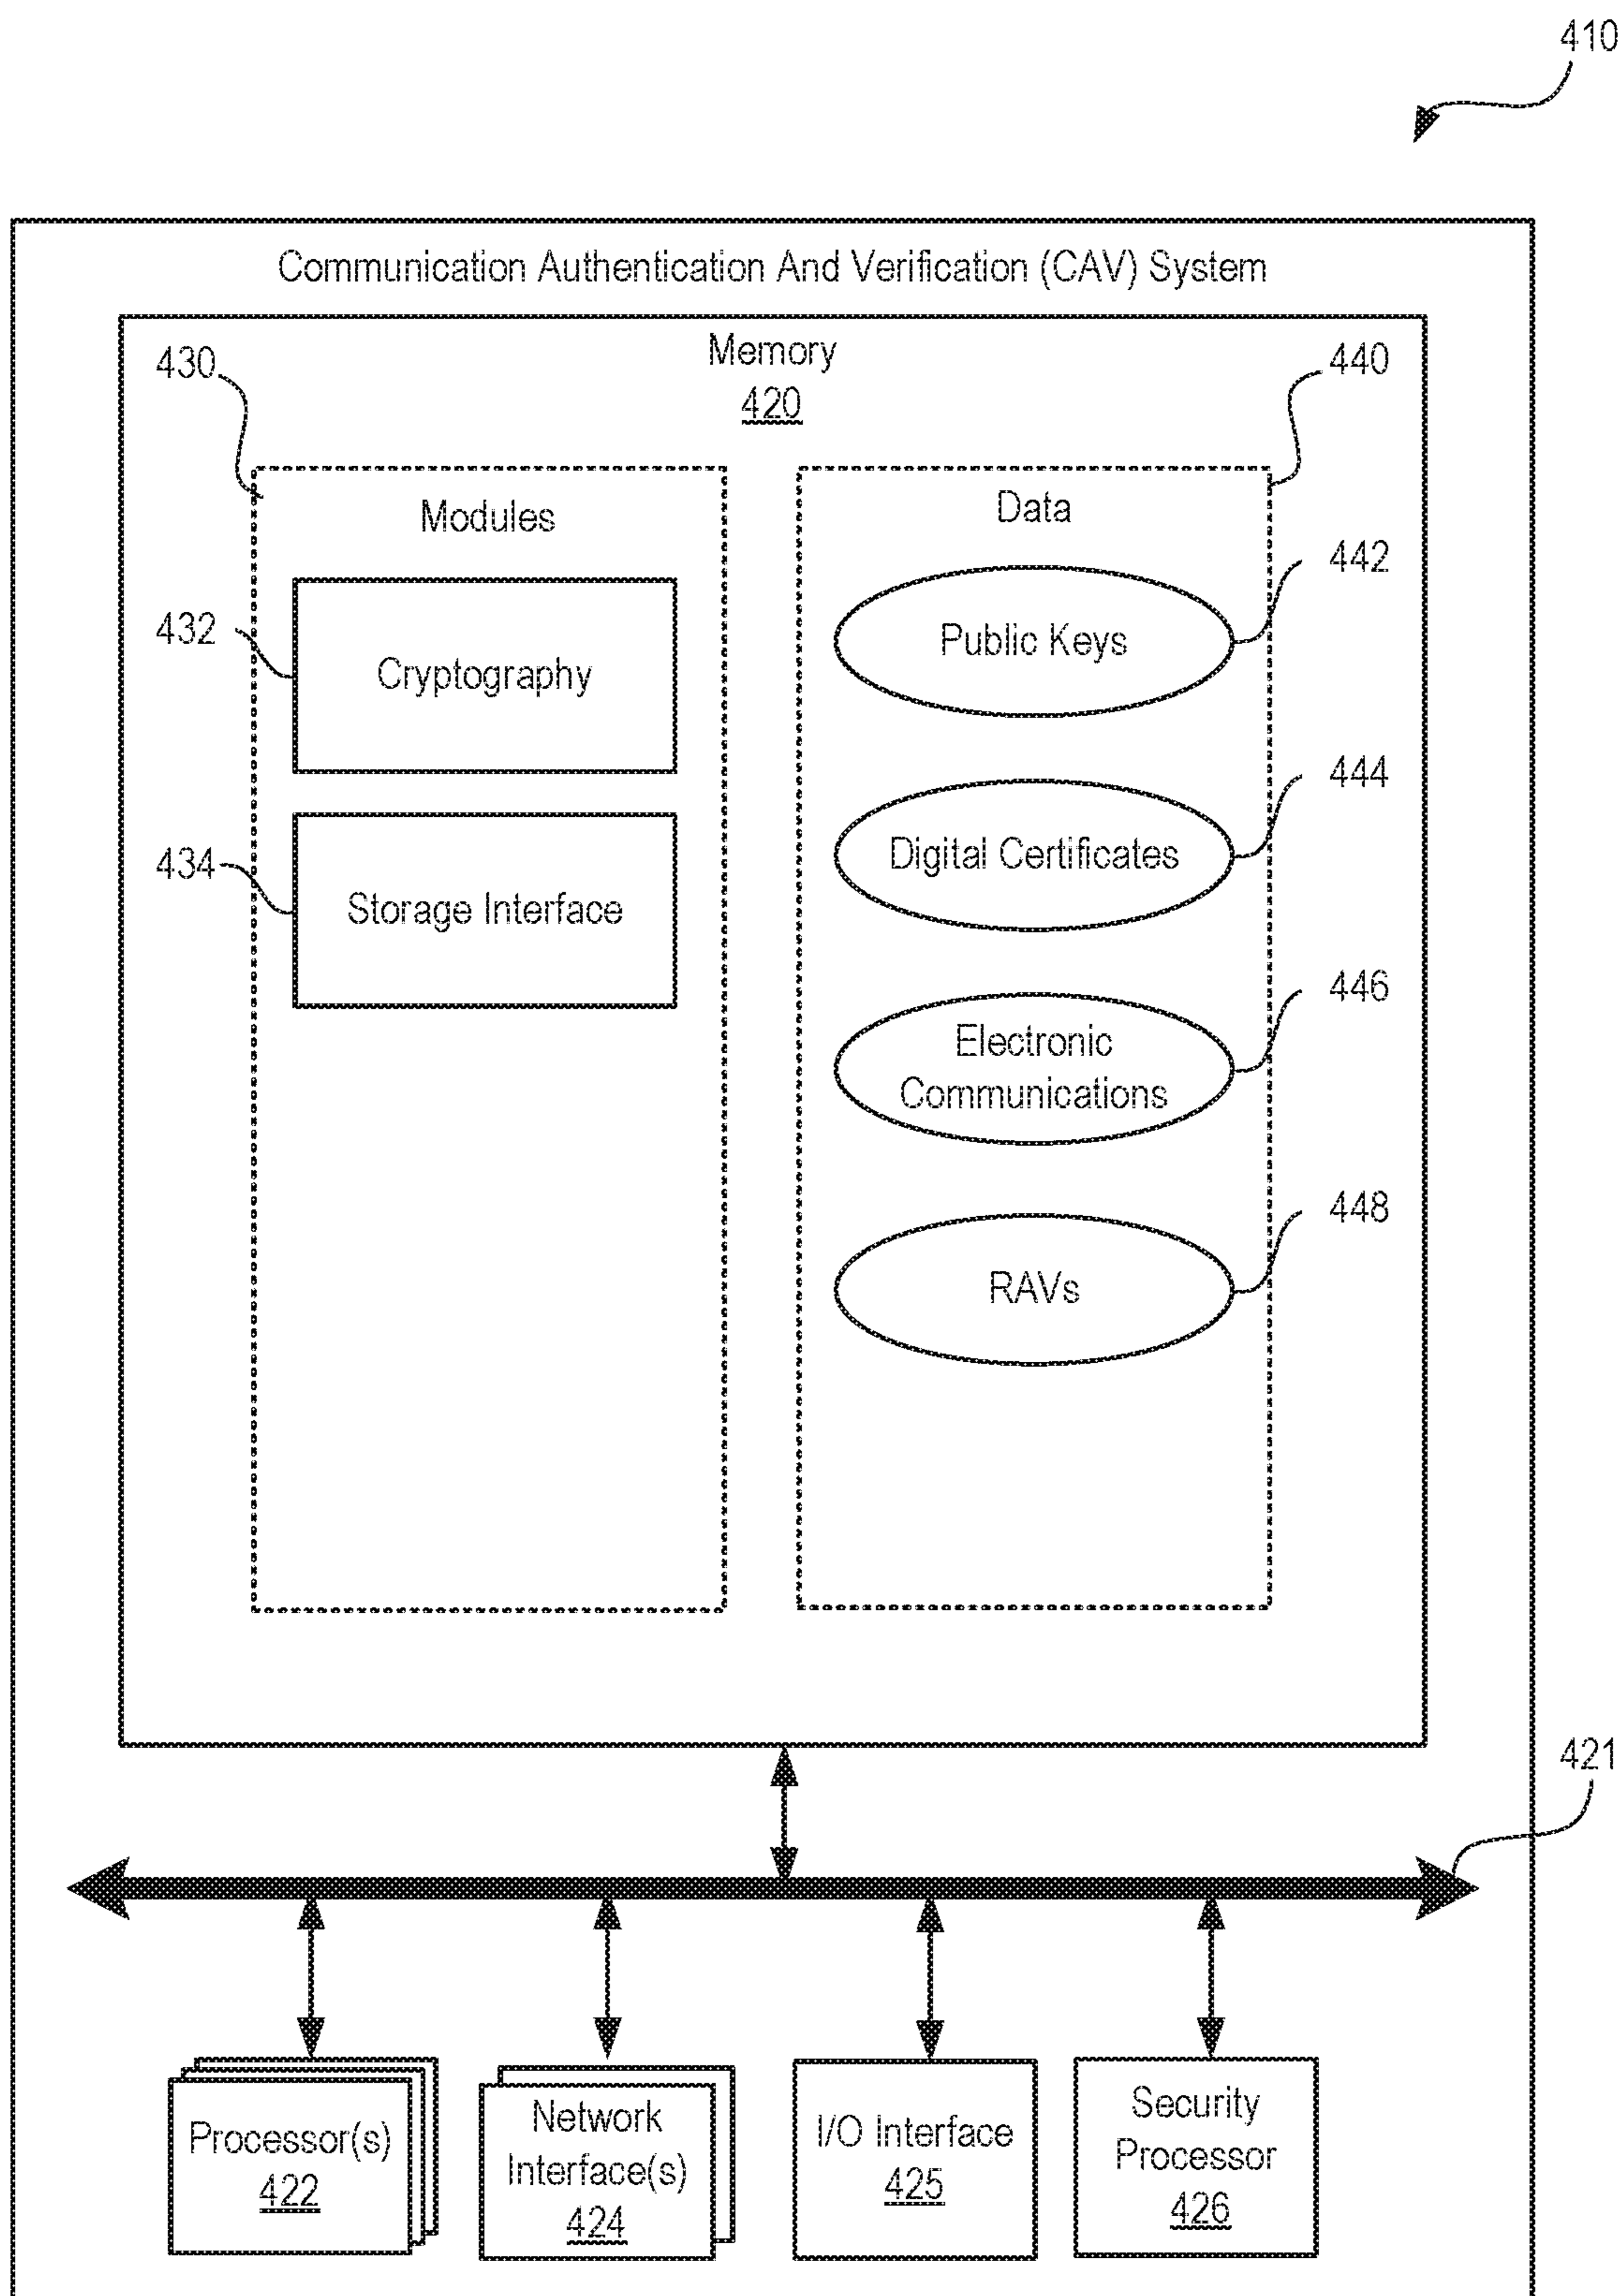 410
Communication Authentication And Verification (CAV) System
Memory
420
430
440
Modules
Data
432
Cryptography
434
Storage Interface
442
Public Keys
444
Digital Certificates
446
Electronic
Communications
448
RAVs
421
Processor(s)
422
Network
Interface(s)
424
I/O Interface
425
Security
Processor
426